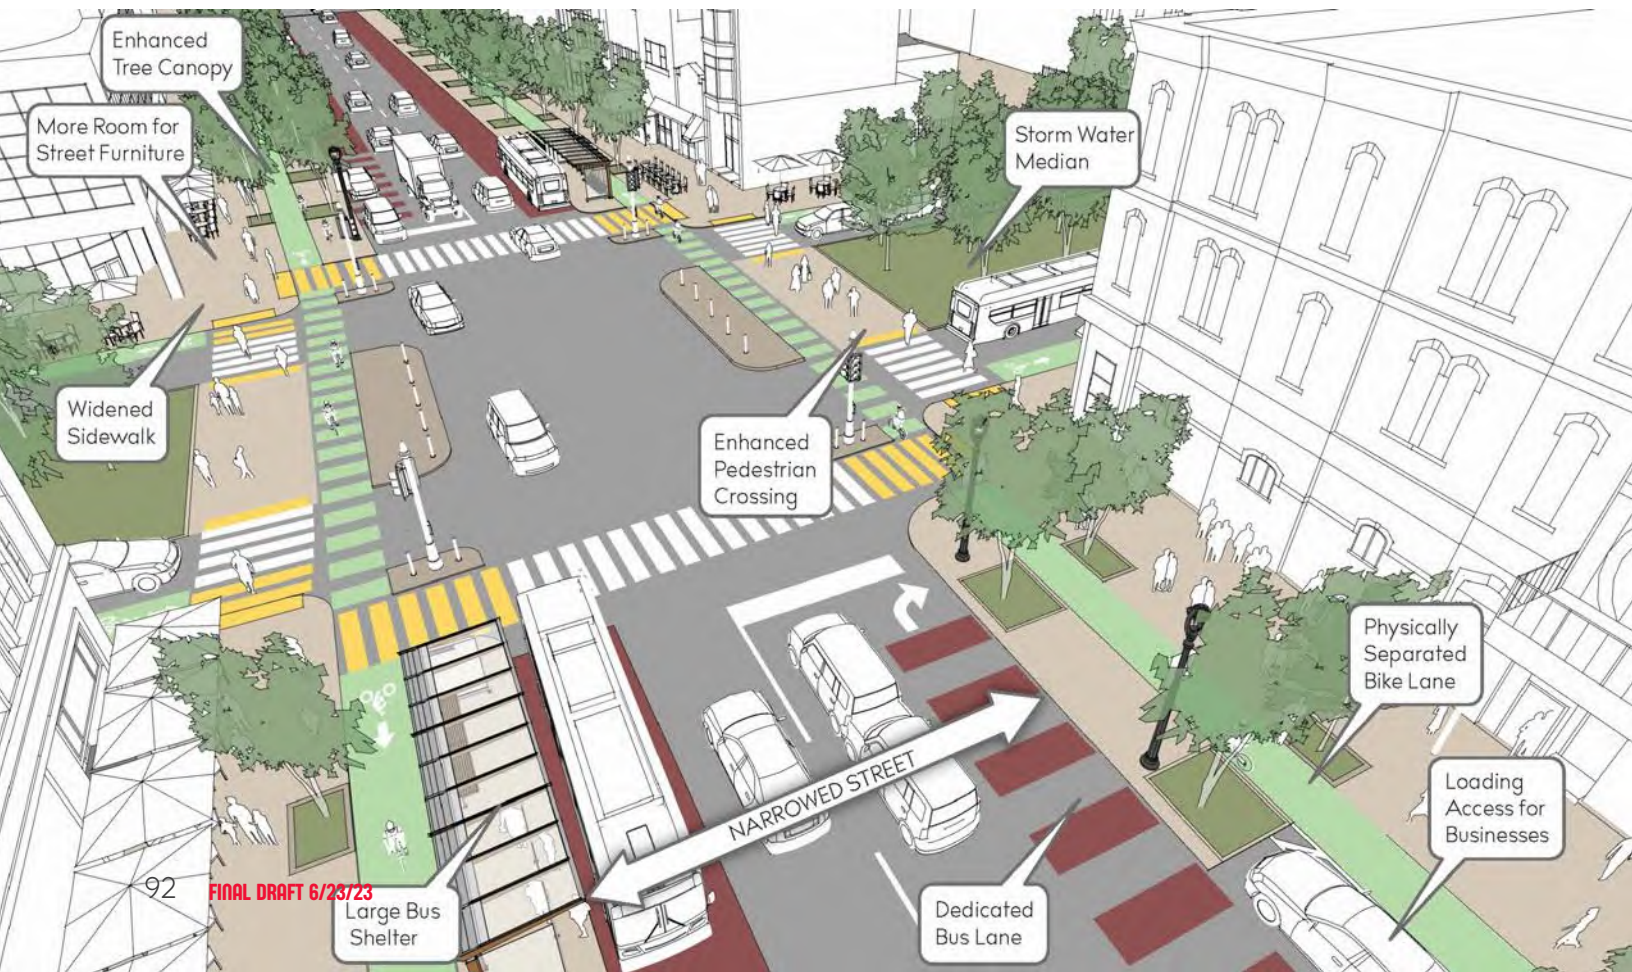 Enhanced
Tree Canopy
More Room for
Street Furniture
Storm Water
Median
Widened
Sidewalk
Enhanced
Pedestrian
Crossing
Physically
Separated
Bike Lane
NARROWED STREET
Loading
Access for
Businesses
Large Bus
Shelter
Dedicated
Bus Lane
92
FINAL DRAFT 6/23/23